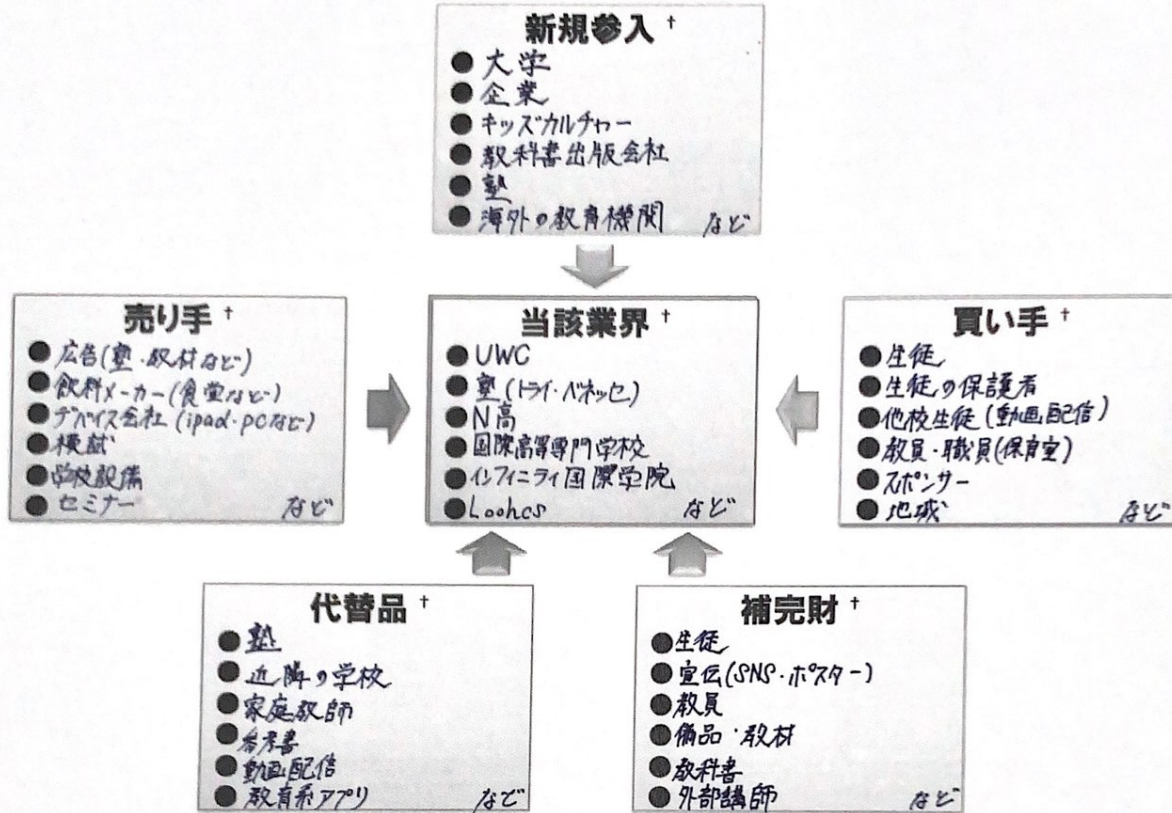 新規参入 †
● 大学
● 企業
● キッズカルチャー
● 教科書出版会社
● 塾
● 海外の教育機関 など
売り手 †
● 広告(塾・教材など)
● 飲料メーカー(食堂など)
● デバイス会社 (ipad・pcなど)
● 模試
● 学校設備
● セミナー など
当該業界 †
● UWC
● 塾 (トライ・ベネッセ)
● N高
● 国際高等専門学校
● インフィニティ国際学院
● Loohcs など
買い手 †
● 生徒
● 生徒の保護者
● 他校生徒 (動画配信)
● 教員・職員(保育室)
● スポンサー
● 地域 など
代替品 †
● 塾
● 近隣の学校
● 家庭教師
● 参考書
● 動画配信
● 教育系アプリ など
補完財 †
● 生徒
● 宣伝(SNS・ポスター)
● 教員
● 備品・教材
● 教科書
● 外部講師 など